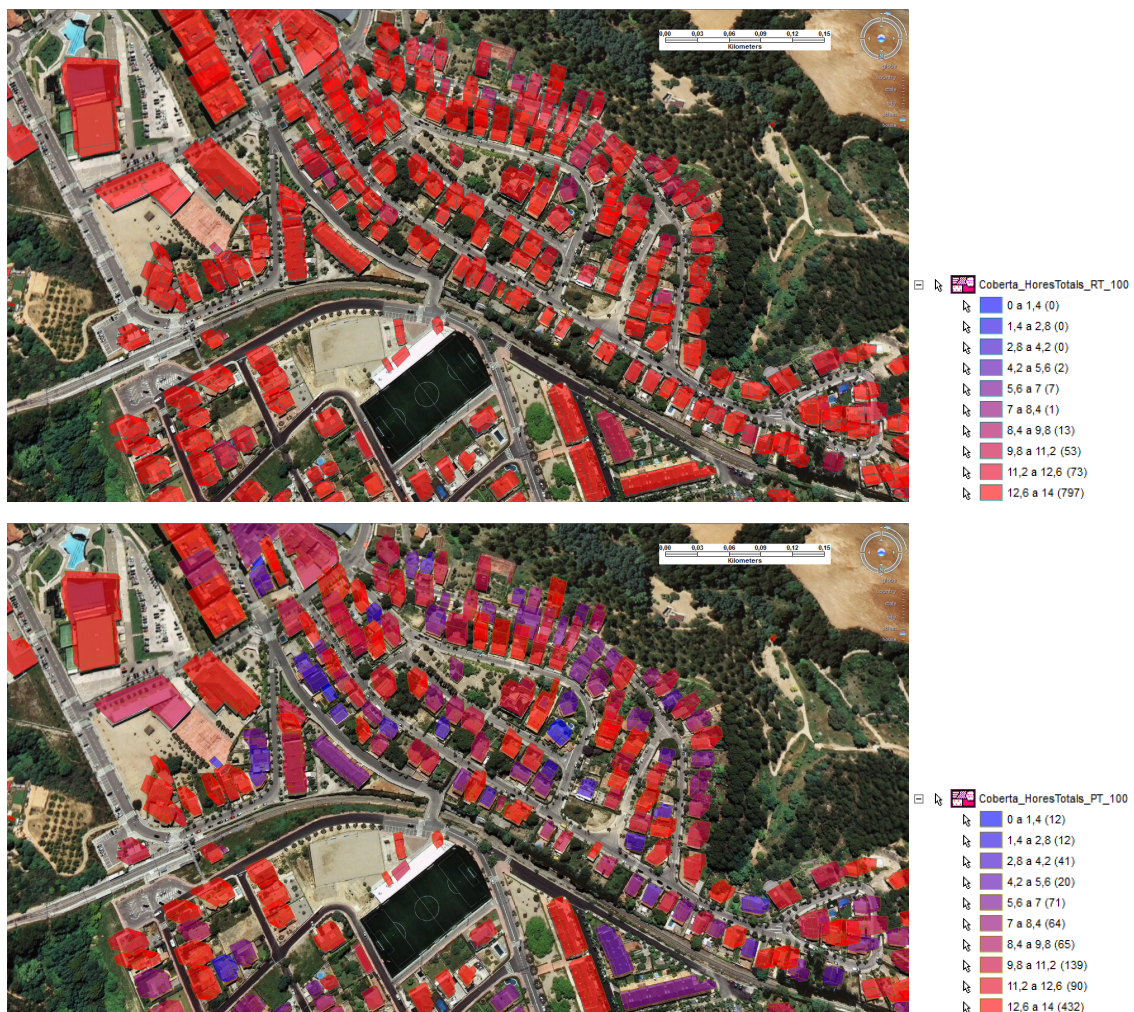 0,00 0,03 0,06 0,09 0,12 0,15
Kilometers
Coberta_HoresTotals_RT_100
0 a 1,4 (0)
1,4 a 2,8 (0)
2,8 a 4,2 (0)
4,2 a 5,6 (2)
5,6 a 7 (7)
7 a 8,4 (1)
8,4 a 9,8 (13)
9,8 a 11,2 (53)
11,2 a 12,6 (73)
12,6 a 14 (797)
0,00 0,03 0,06 0,09 0,12 0,15
Kilometers
Coberta_HoresTotals_PT_100
0 a 1,4 (12)
1,4 a 2,8 (12)
2,8 a 4,2 (41)
4,2 a 5,6 (20)
5,6 a 7 (71)
7 a 8,4 (64)
8,4 a 9,8 (65)
9,8 a 11,2 (139)
11,2 a 12,6 (90)
12,6 a 14 (432)